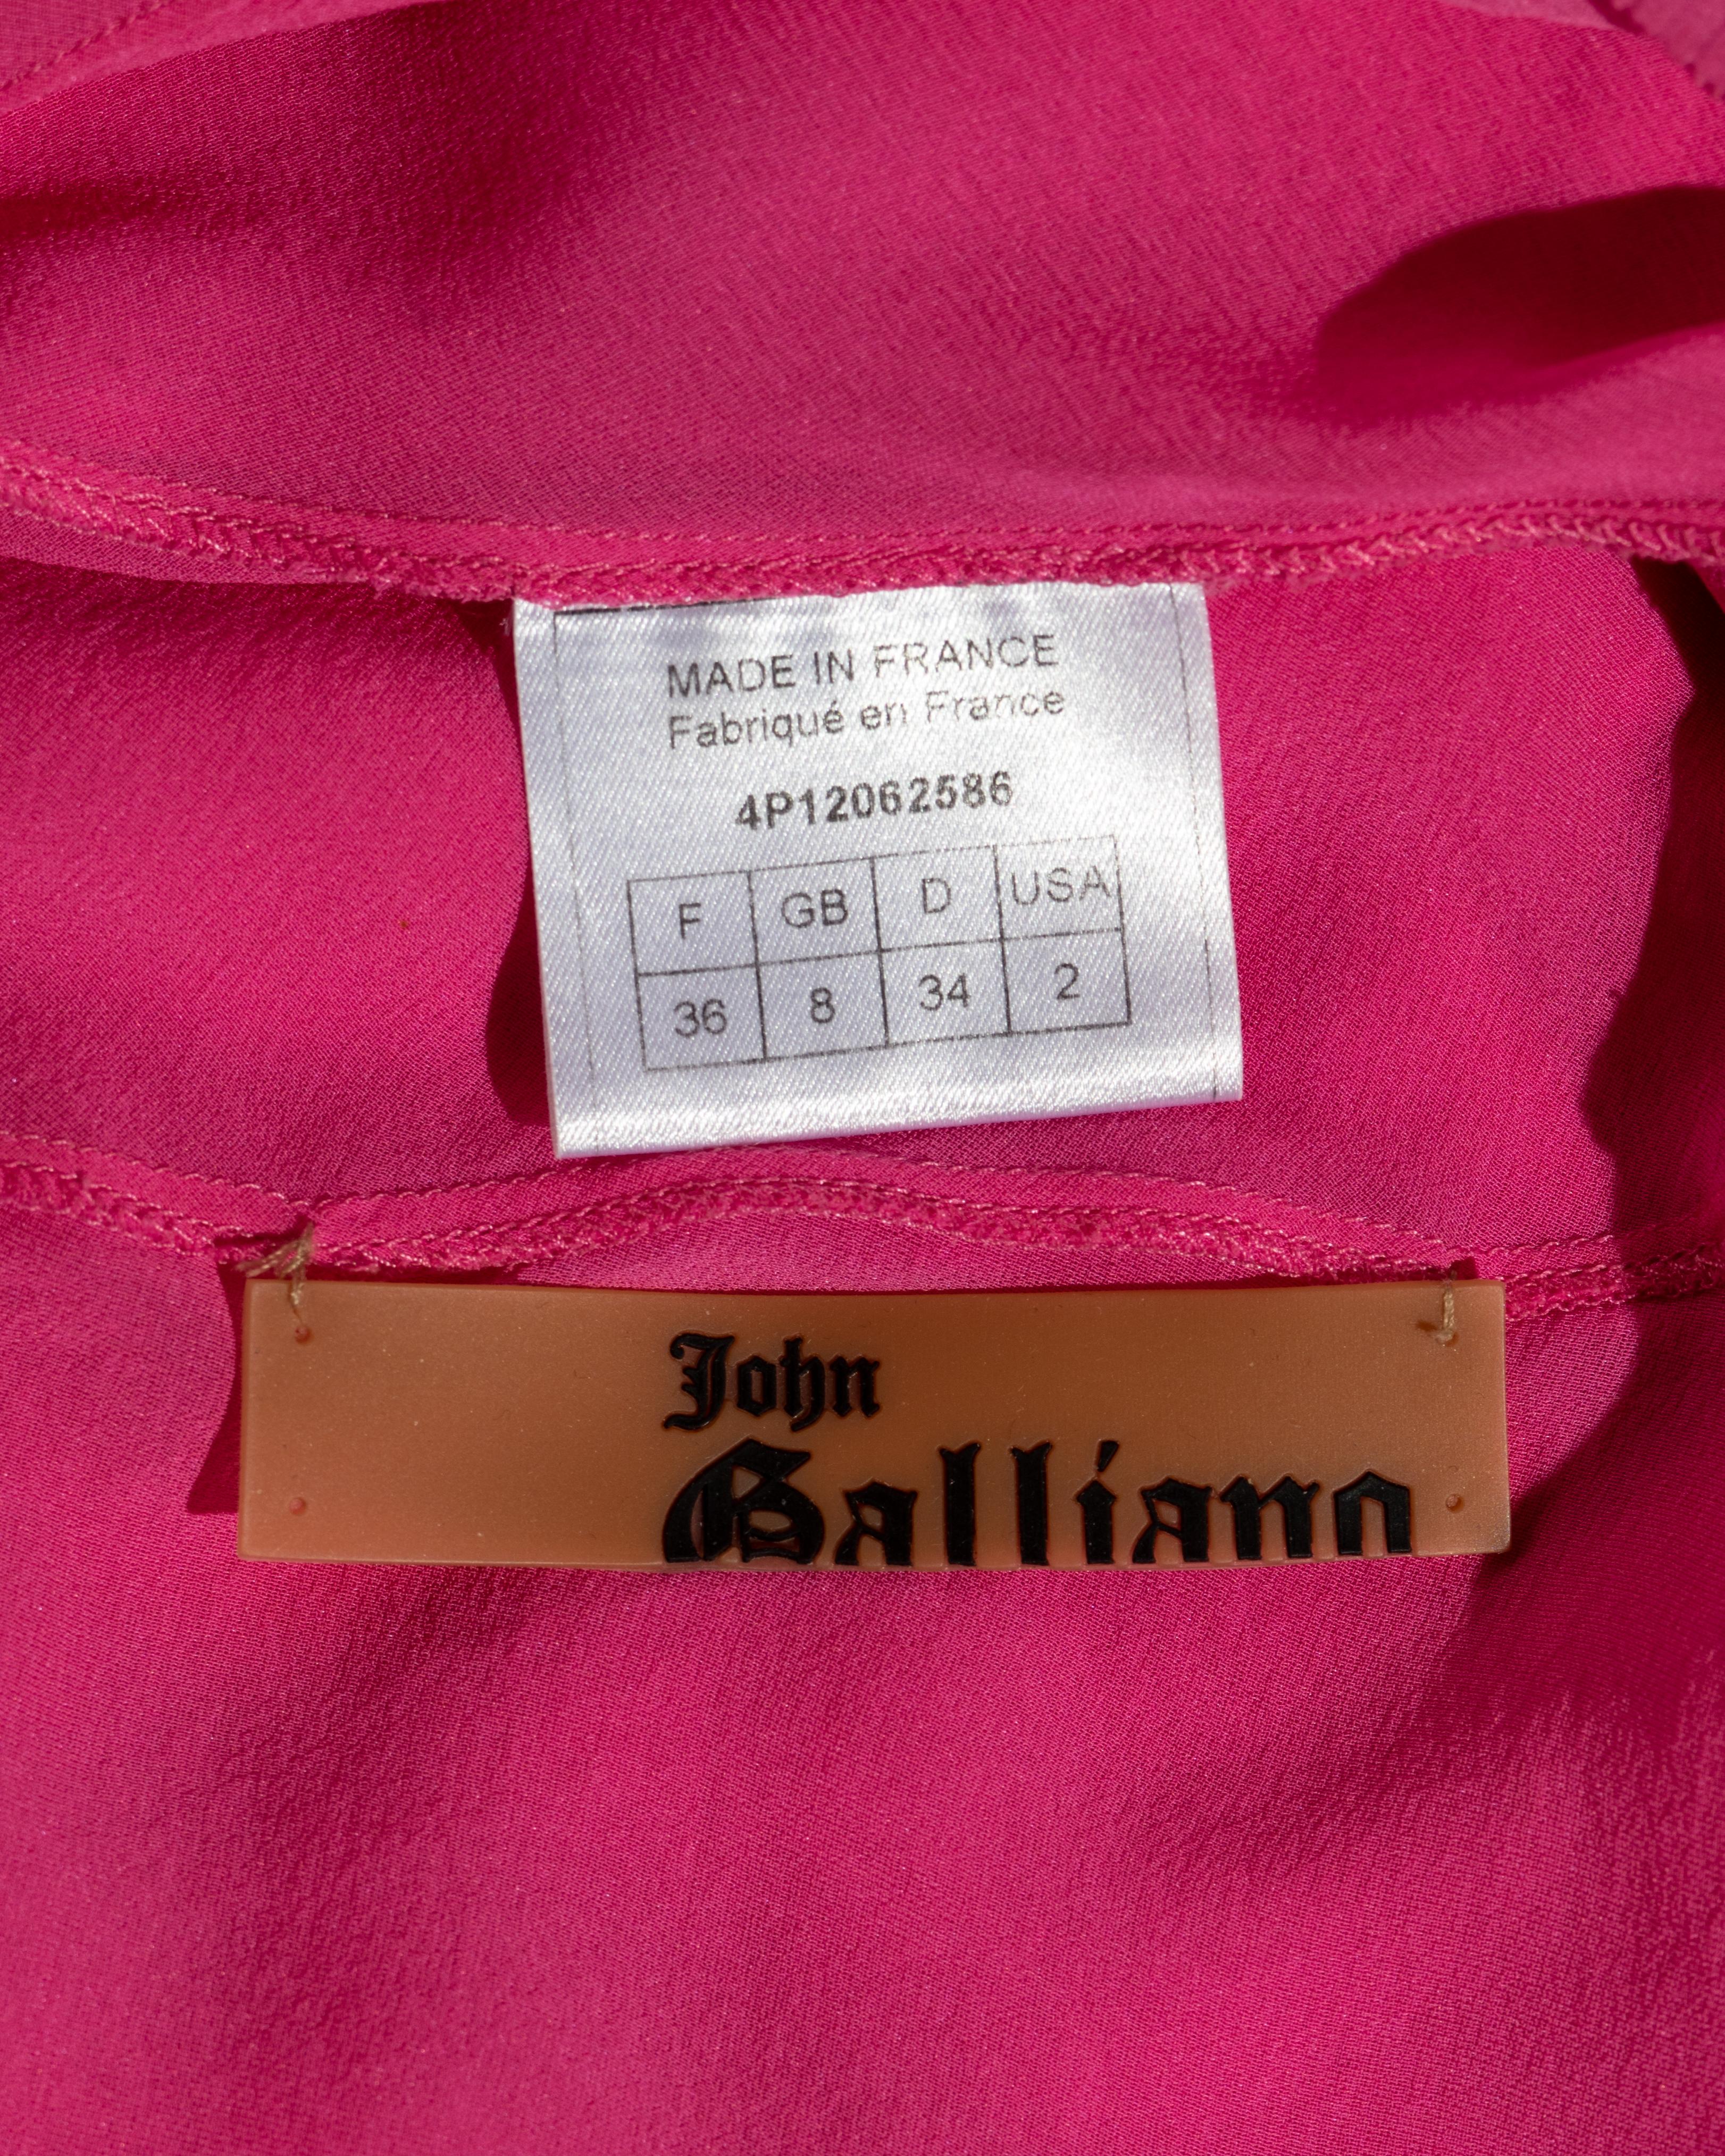 MADE IN FRANCE
Fabriqué en France
4P12062586
F GB D USA
36 8 34 2
John
Galliano